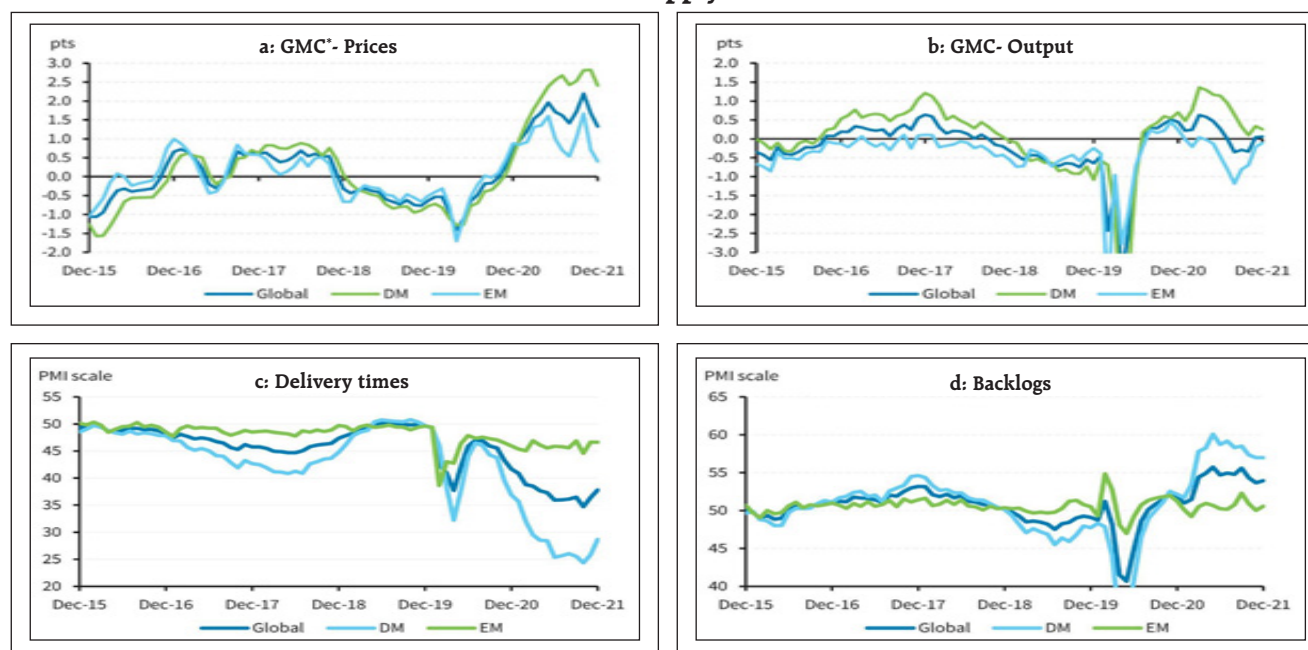 a: GMC*- Prices
pts
3.0
2.5
2.0
1.5
1.0
0.5
0.0
-0.5
-1.0
-1.5
-2.0
Dec-15 Dec-16 Dec-17 Dec-18 Dec-19 Dec-20 Dec-21
Global DM EM
b: GMC- Output
pts
2.0
1.5
1.0
0.5
0.0
-0.5
-1.0
-1.5
-2.0
-2.5
-3.0
Dec-15 Dec-16 Dec-17 Dec-18 Dec-19 Dec-20 Dec-21
Global DM EM
PMI scale
c: Delivery times
55
50
45
40
35
30
25
20
Dec-15 Dec-16 Dec-17 Dec-18 Dec-19 Dec-20 Dec-21
Global DM EM
PMI scale
d: Backlogs
65
60
55
50
45
40
Dec-15 Dec-16 Dec-17 Dec-18 Dec-19 Dec-20 Dec-21
Global DM EM